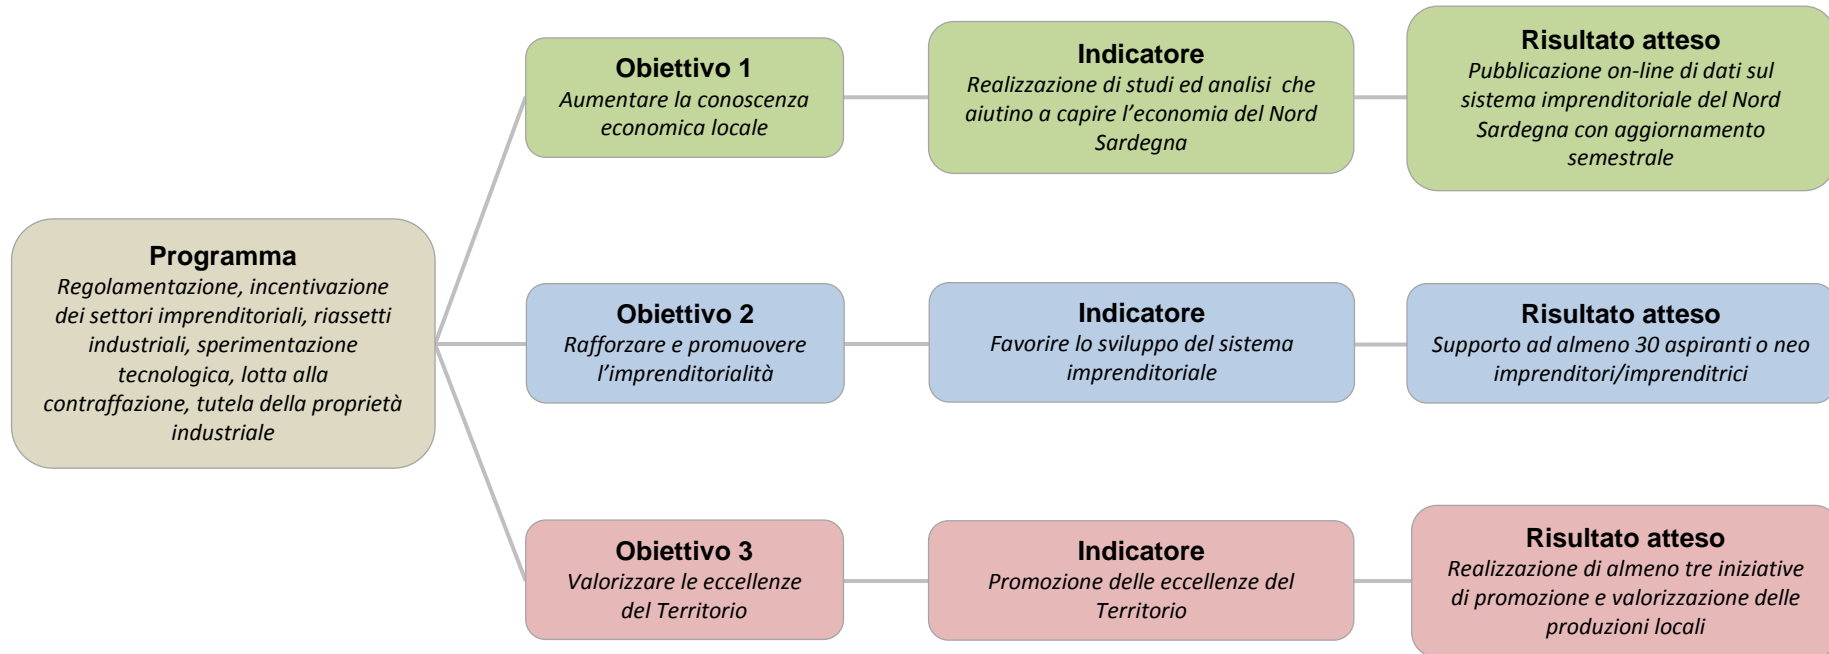 Programma
Regolamentazione, incentivazione
dei settori imprenditoriali, riassetti
industriali, sperimentazione
tecnologica, lotta alla
contraffazione, tutela della proprietà
industriale
Obiettivo 1
Aumentare la conoscenza
economica locale
Indicatore
Realizzazione di studi ed analisi  che
aiutino a capire l’economia del Nord
Sardegna
Risultato atteso
Pubblicazione on-line di dati sul
sistema imprenditoriale del Nord
Sardegna con aggiornamento
semestrale
Obiettivo 2
Rafforzare e promuovere
l’imprenditorialità
Indicatore
Favorire lo sviluppo del sistema
imprenditoriale
Risultato atteso
Supporto ad almeno 30 aspiranti o neo
imprenditori/imprenditrici
Obiettivo 3
Valorizzare le eccellenze
del Territorio
Indicatore
Promozione delle eccellenze del
Territorio
Risultato atteso
Realizzazione di almeno tre iniziative
di promozione e valorizzazione delle
produzioni locali